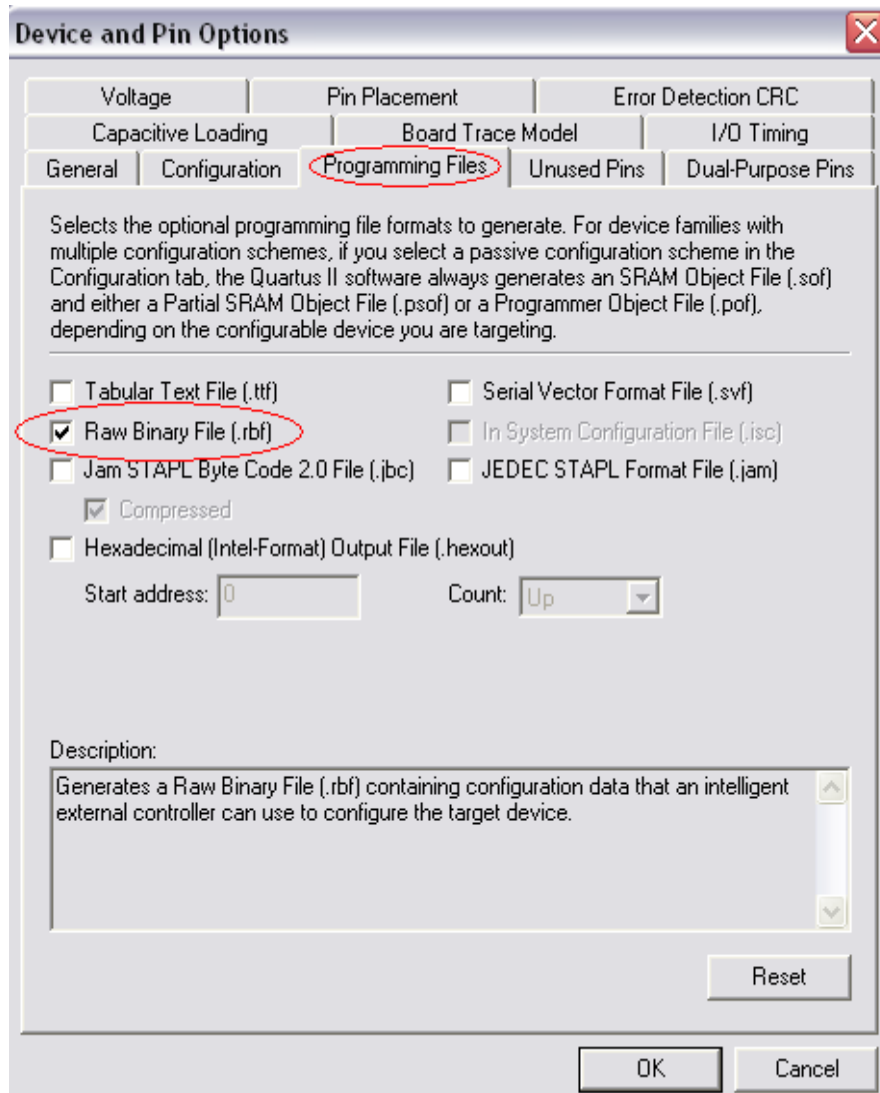 Device and Pin Options
Voltage Pin Placement Error Detection CRC
Capacitive Loading Board Trace Model I/O Timing
General Configuration Programming Files Unused Pins Dual-Purpose Pins
Selects the optional programming file formats to generate. For device families with
multiple configuration schemes, if you select a passive configuration scheme in the
Configuration tab, the Quartus II software always generates an SRAM Object File (.sof)
and either a Partial SRAM Object File (.psof) or a Programmer Object File (.pof),
depending on the configurable device you are targeting.
Tabular Text File (.ttf) Serial Vector Format File (.svf)
Raw Binary File (.rbf) In System Configuration File (.isc)
Jam STAPL Byte Code 2.0 File (.jbc) JEDEC STAPL Format File (.jam)
Compressed
Hexadecimal (Intel-Format) Output File (.hexout)
Start address: 0 Count: Up
Description:
Generates a Raw Binary File (.rbf) containing configuration data that an intelligent
external controller can use to configure the target device.
Reset
OK Cancel